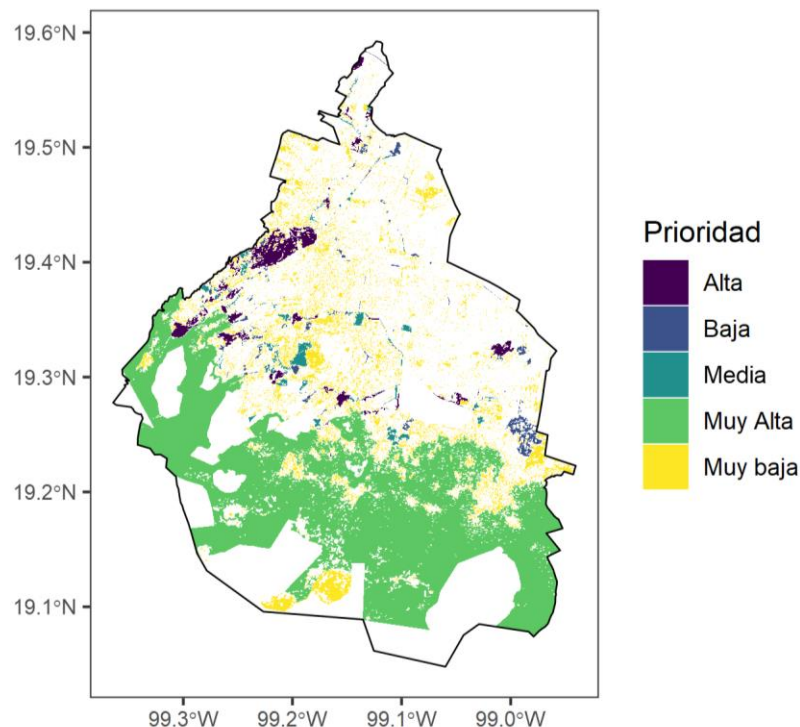 19.6°N
19.5°N
19.4°N
19.3°N
19.2°N
19.1°N
99.3°W 99.2°W 99.1°W 99.0°W
Prioridad
Alta
Baja
Media
Muy Alta
Muy baja